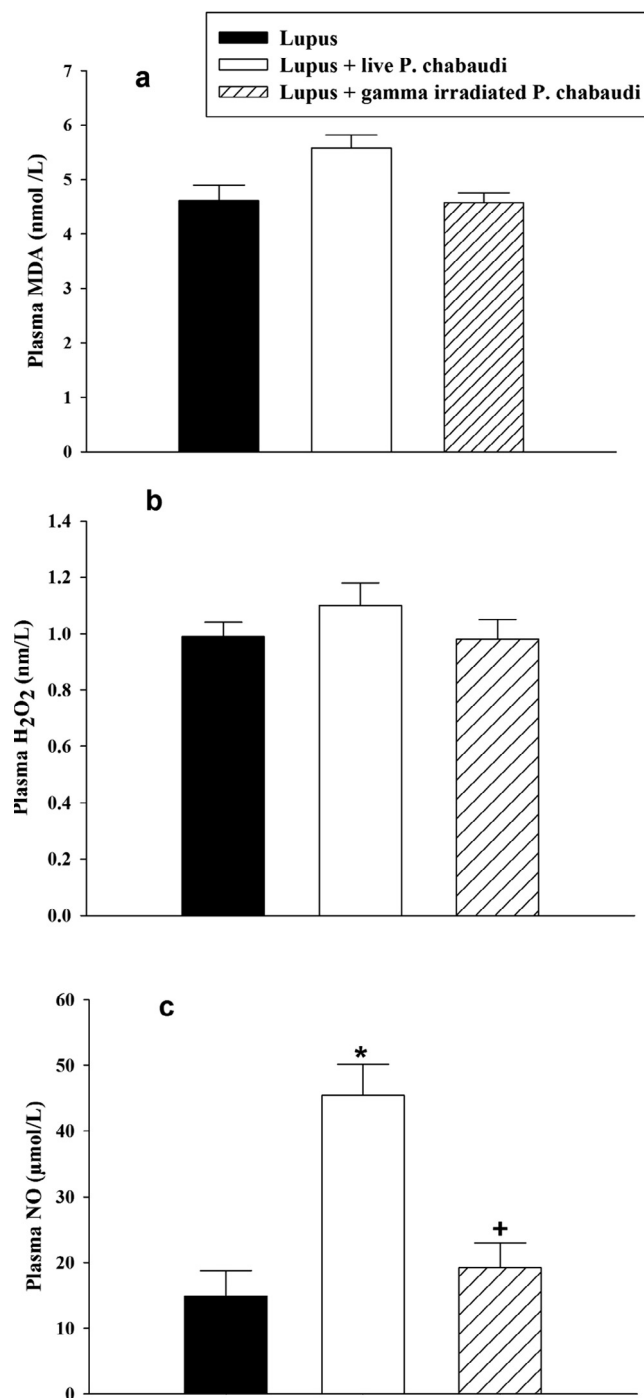 Lupus
Lupus + live P. chabaudi
Lupus + gamma irradiated P. chabaudi
a
7
6
5
4
3
2
1
0
Plasma MDA (nmol /L)
b
1.4
1.2
1.0
0.8
0.6
0.4
0.2
0.0
Plasma H₂O₂ (nm/L)
c
60
50
40
30
20
10
0
Plasma NO (µmol/L)
*
+